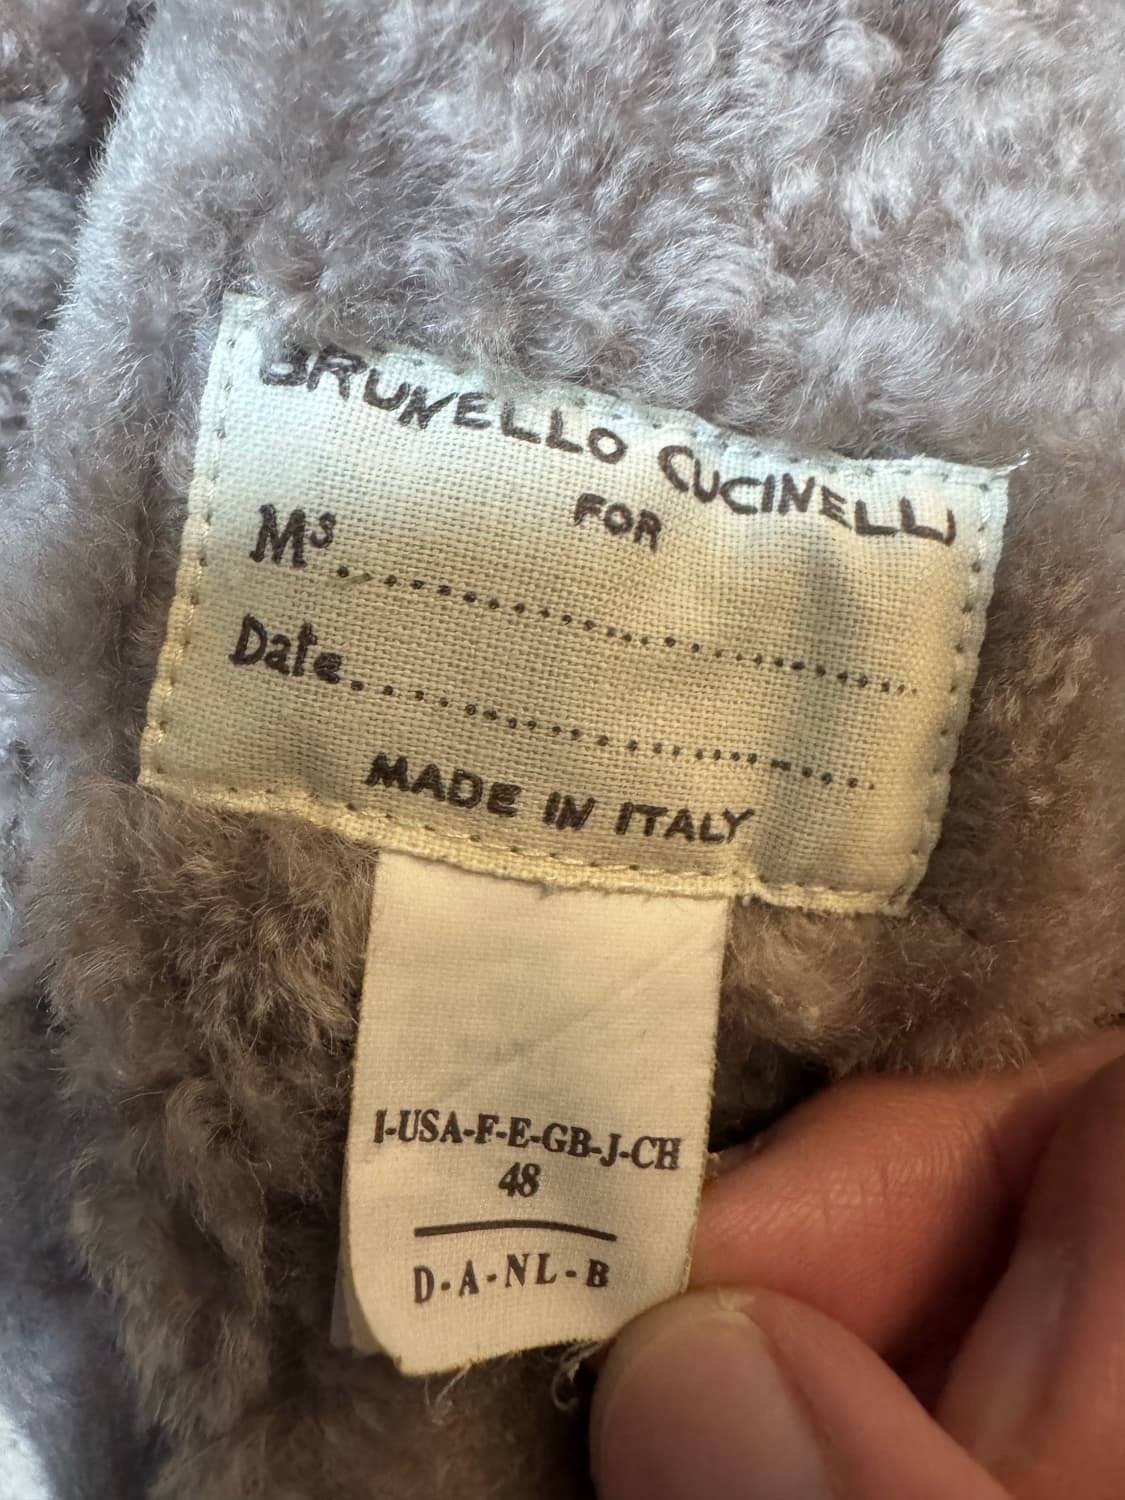 BRUNELLO CUCINELLI
FOR
Ms........................................
Date........................................
MADE IN ITALY
I-USA-F-E-GB-J-CH
48
D-A-NL-B